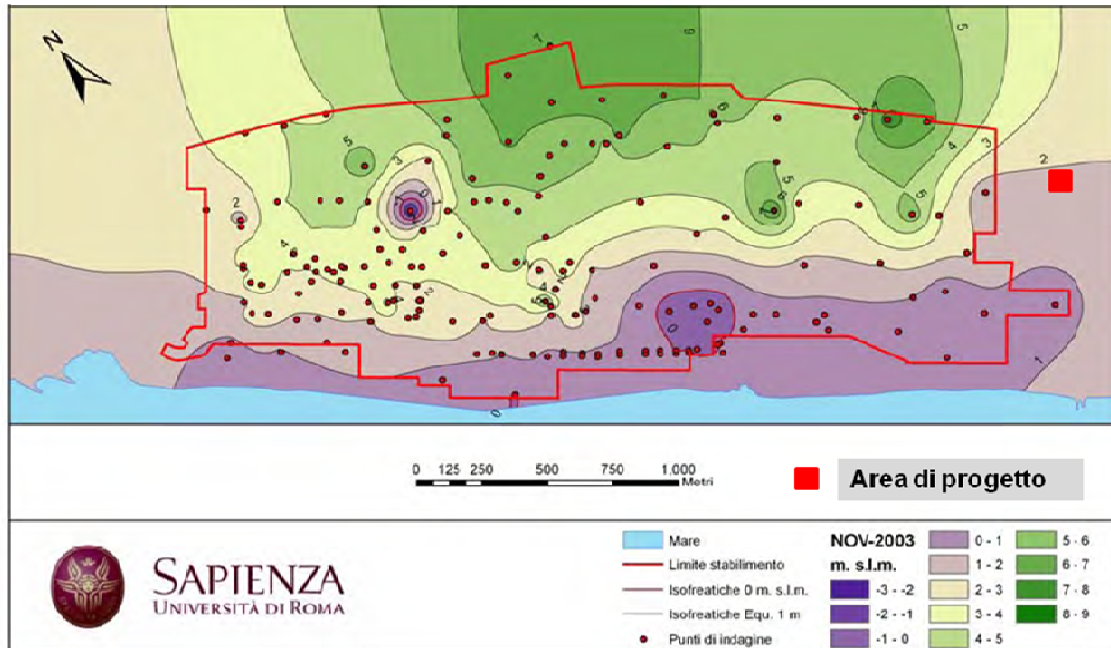 N
0 125 250 500 750 1.000
Metri
Area di progetto
SAPIENZA
UNIVERSITÀ DI ROMA
Mare
Limite stabilimento
Isofreatiche 0 m. s.l.m.
Isofreatiche Equ. 1 m
Punti di indagine
NOV-2003
m. s.l.m.
-3 - -2
-2 - -1
-1 - 0
0 - 1
1 - 2
2 - 3
3 - 4
4 - 5
5 - 6
6 - 7
7 - 8
8 - 9